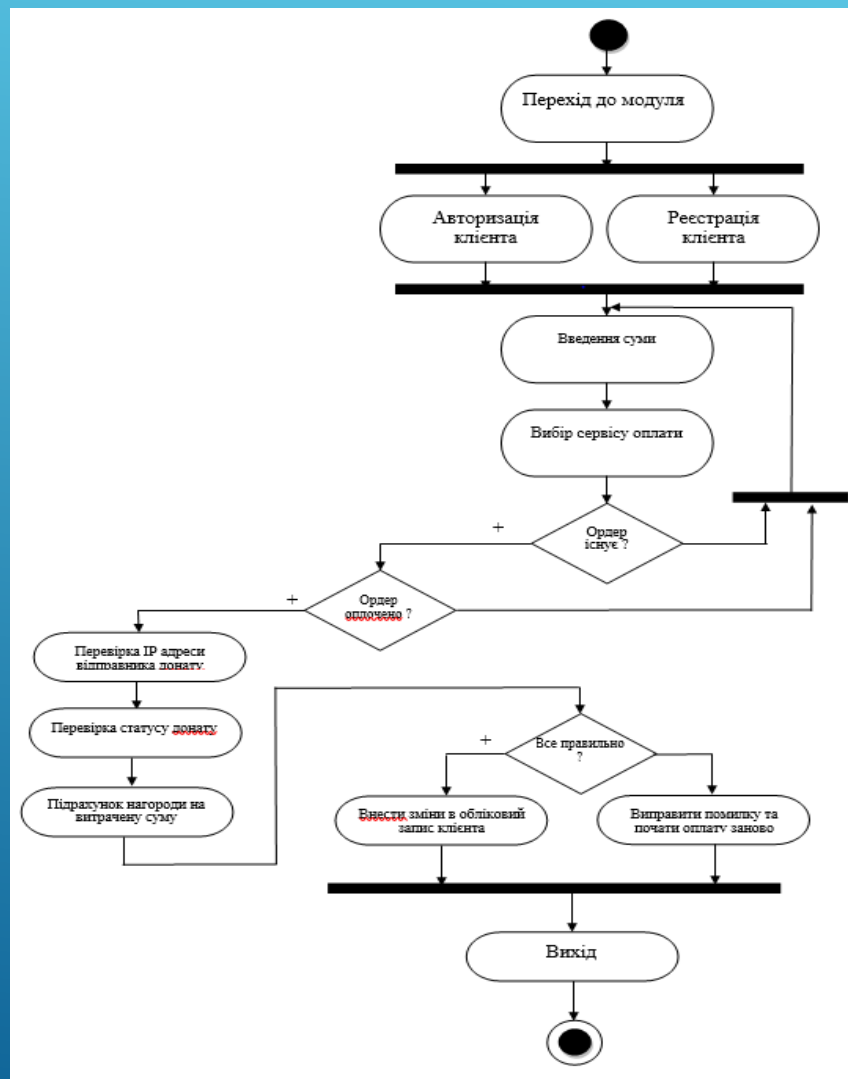 Перехід до модуля
Авторизація
клієнта
Реєстрація
клієнта
Введення суми
Вибір сервісу оплати
Ордер
існує ?
+
Ордер
оплочено ?
+
Перевірка IP адреси
відправника донату.
Перевірка статусу донату
Підрахунок нагороди на
витрачену суму
Все правильно
?
+
Внести зміни в обліковий
запис клієнта
Виправити помилку та
почати оплату заново
Вихід